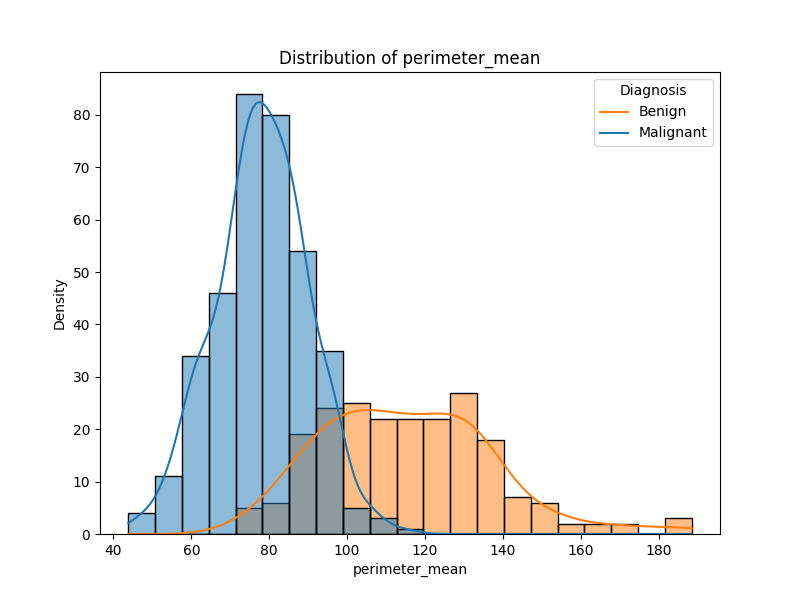 Distribution of perimeter_mean
Diagnosis
Benign
Malignant
Density
80
70
60
50
40
30
20
10
0
40 60 80 100 120 140 160 180
perimeter_mean